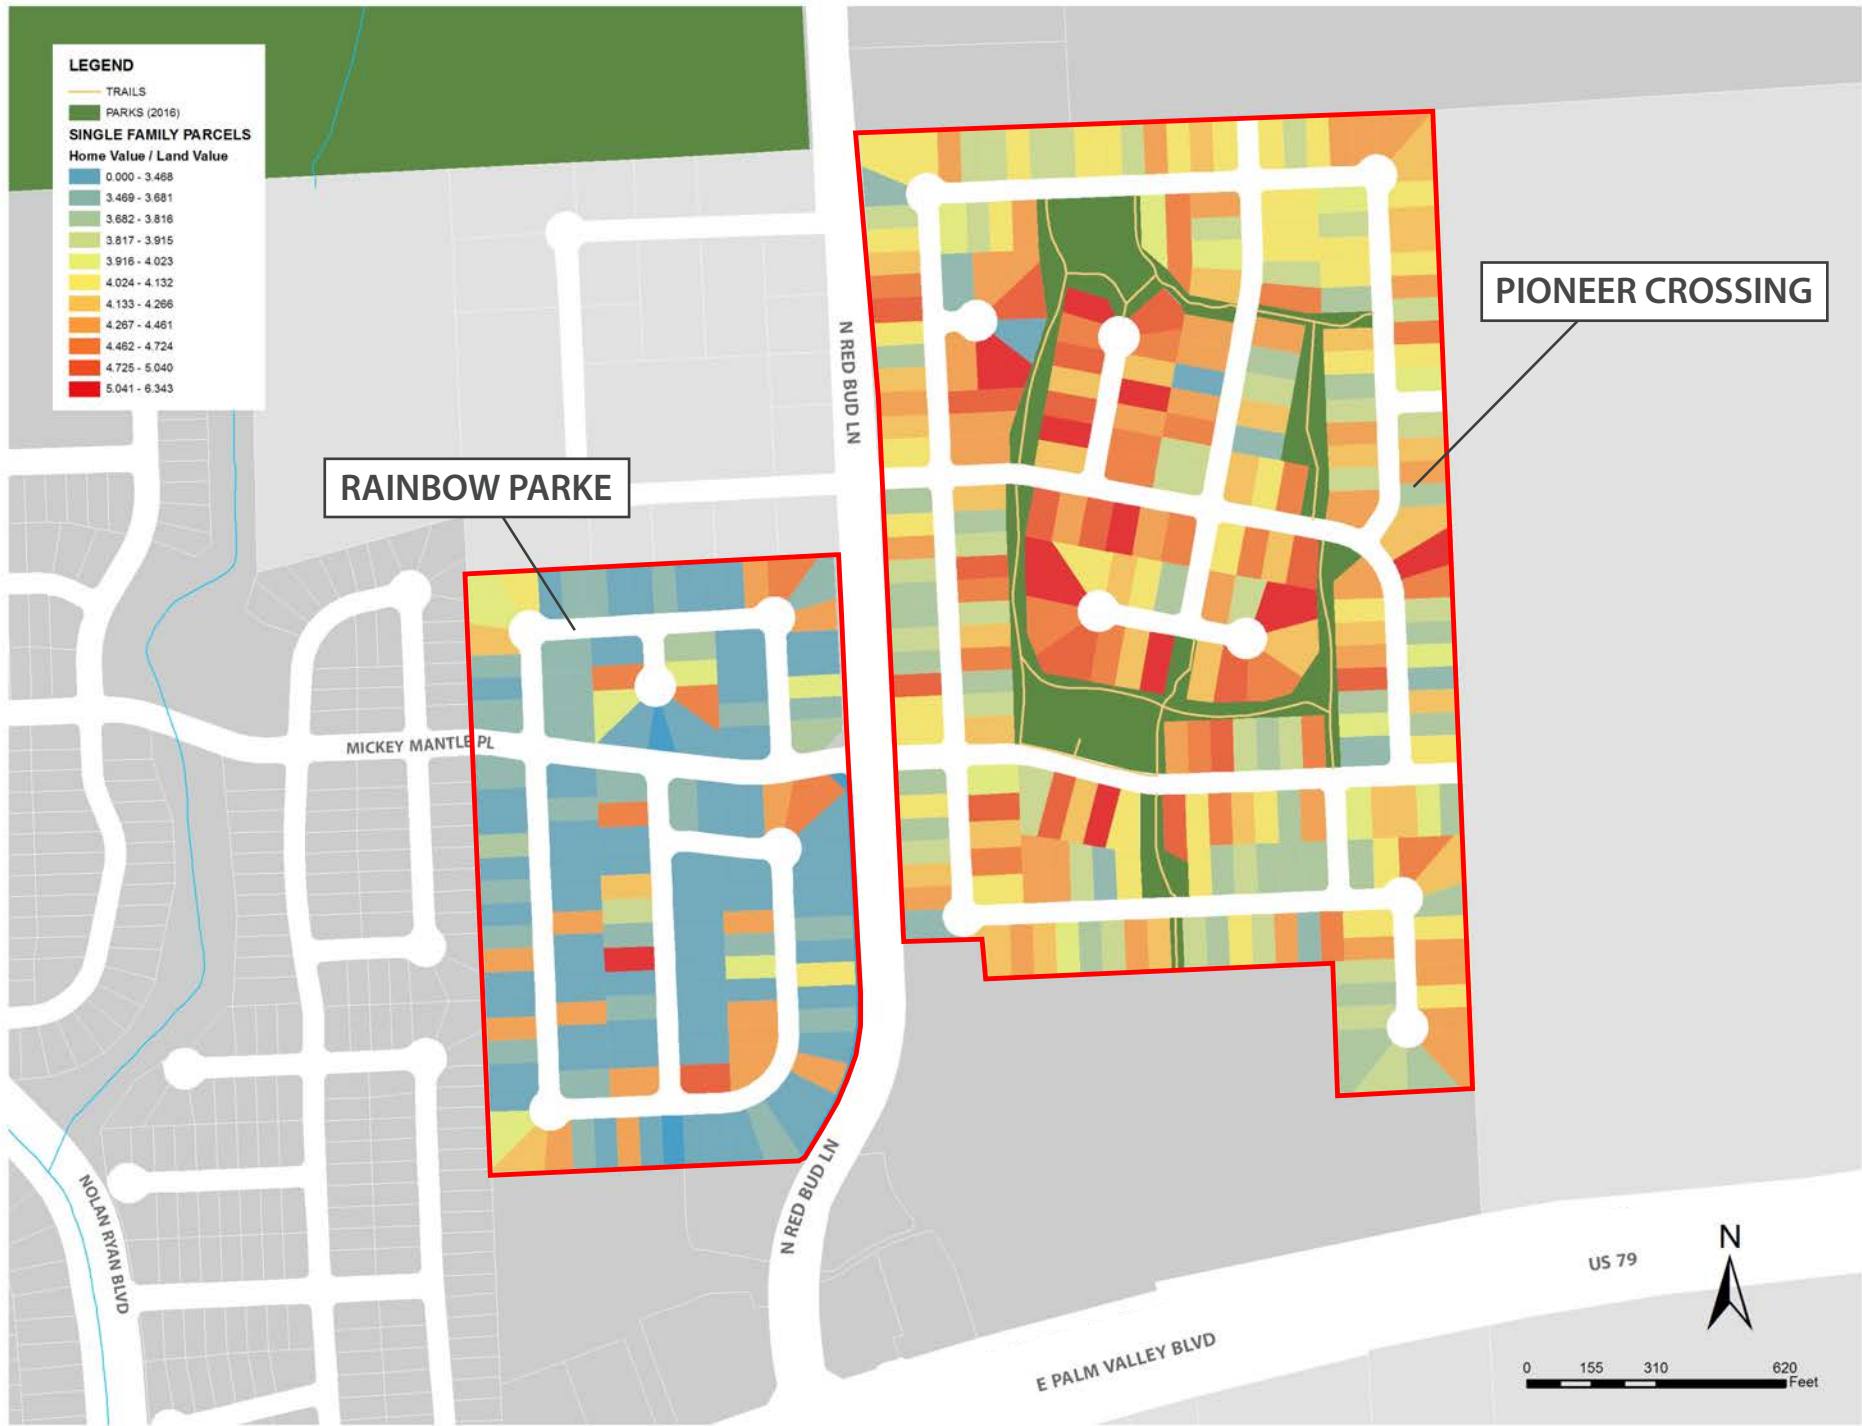 LEGEND
TRAILS
PARKS (2016)
SINGLE FAMILY PARCELS
Home Value / Land Value
0.000 - 3.468
3.469 - 3.681
3.682 - 3.816
3.817 - 3.915
3.916 - 4.023
4.024 - 4.132
4.133 - 4.266
4.267 - 4.461
4.462 - 4.724
4.725 - 5.040
5.041 - 6.343
PIONEER CROSSING
N RED BUD LN
RAINBOW PARKE
MICKEY MANTLE PL
NOLAN RYAN BLVD
N RED BUD LN
US 79
E PALM VALLEY BLVD
N
0 155 310 620
Feet